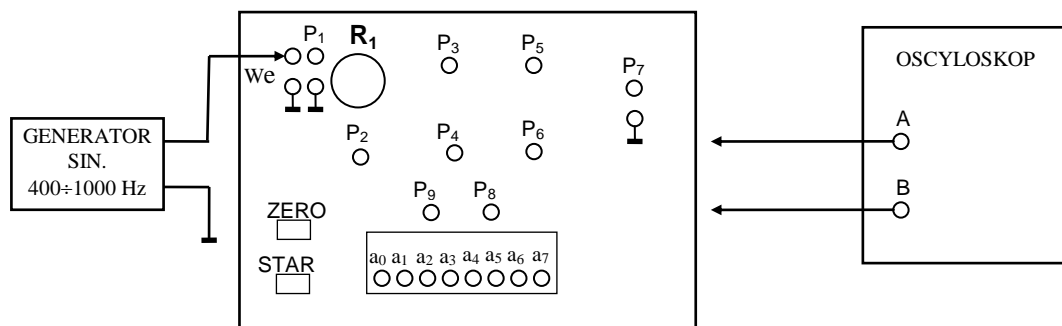 P1 R1 P3 P5
OSCYLOSKOP
We
P7
A
GENERATOR
SIN.
400÷1000 Hz
P2 P4 P6
B
P9 P8
ZERO
STAR
a0 a1 a2 a3 a4 a5 a6 a7